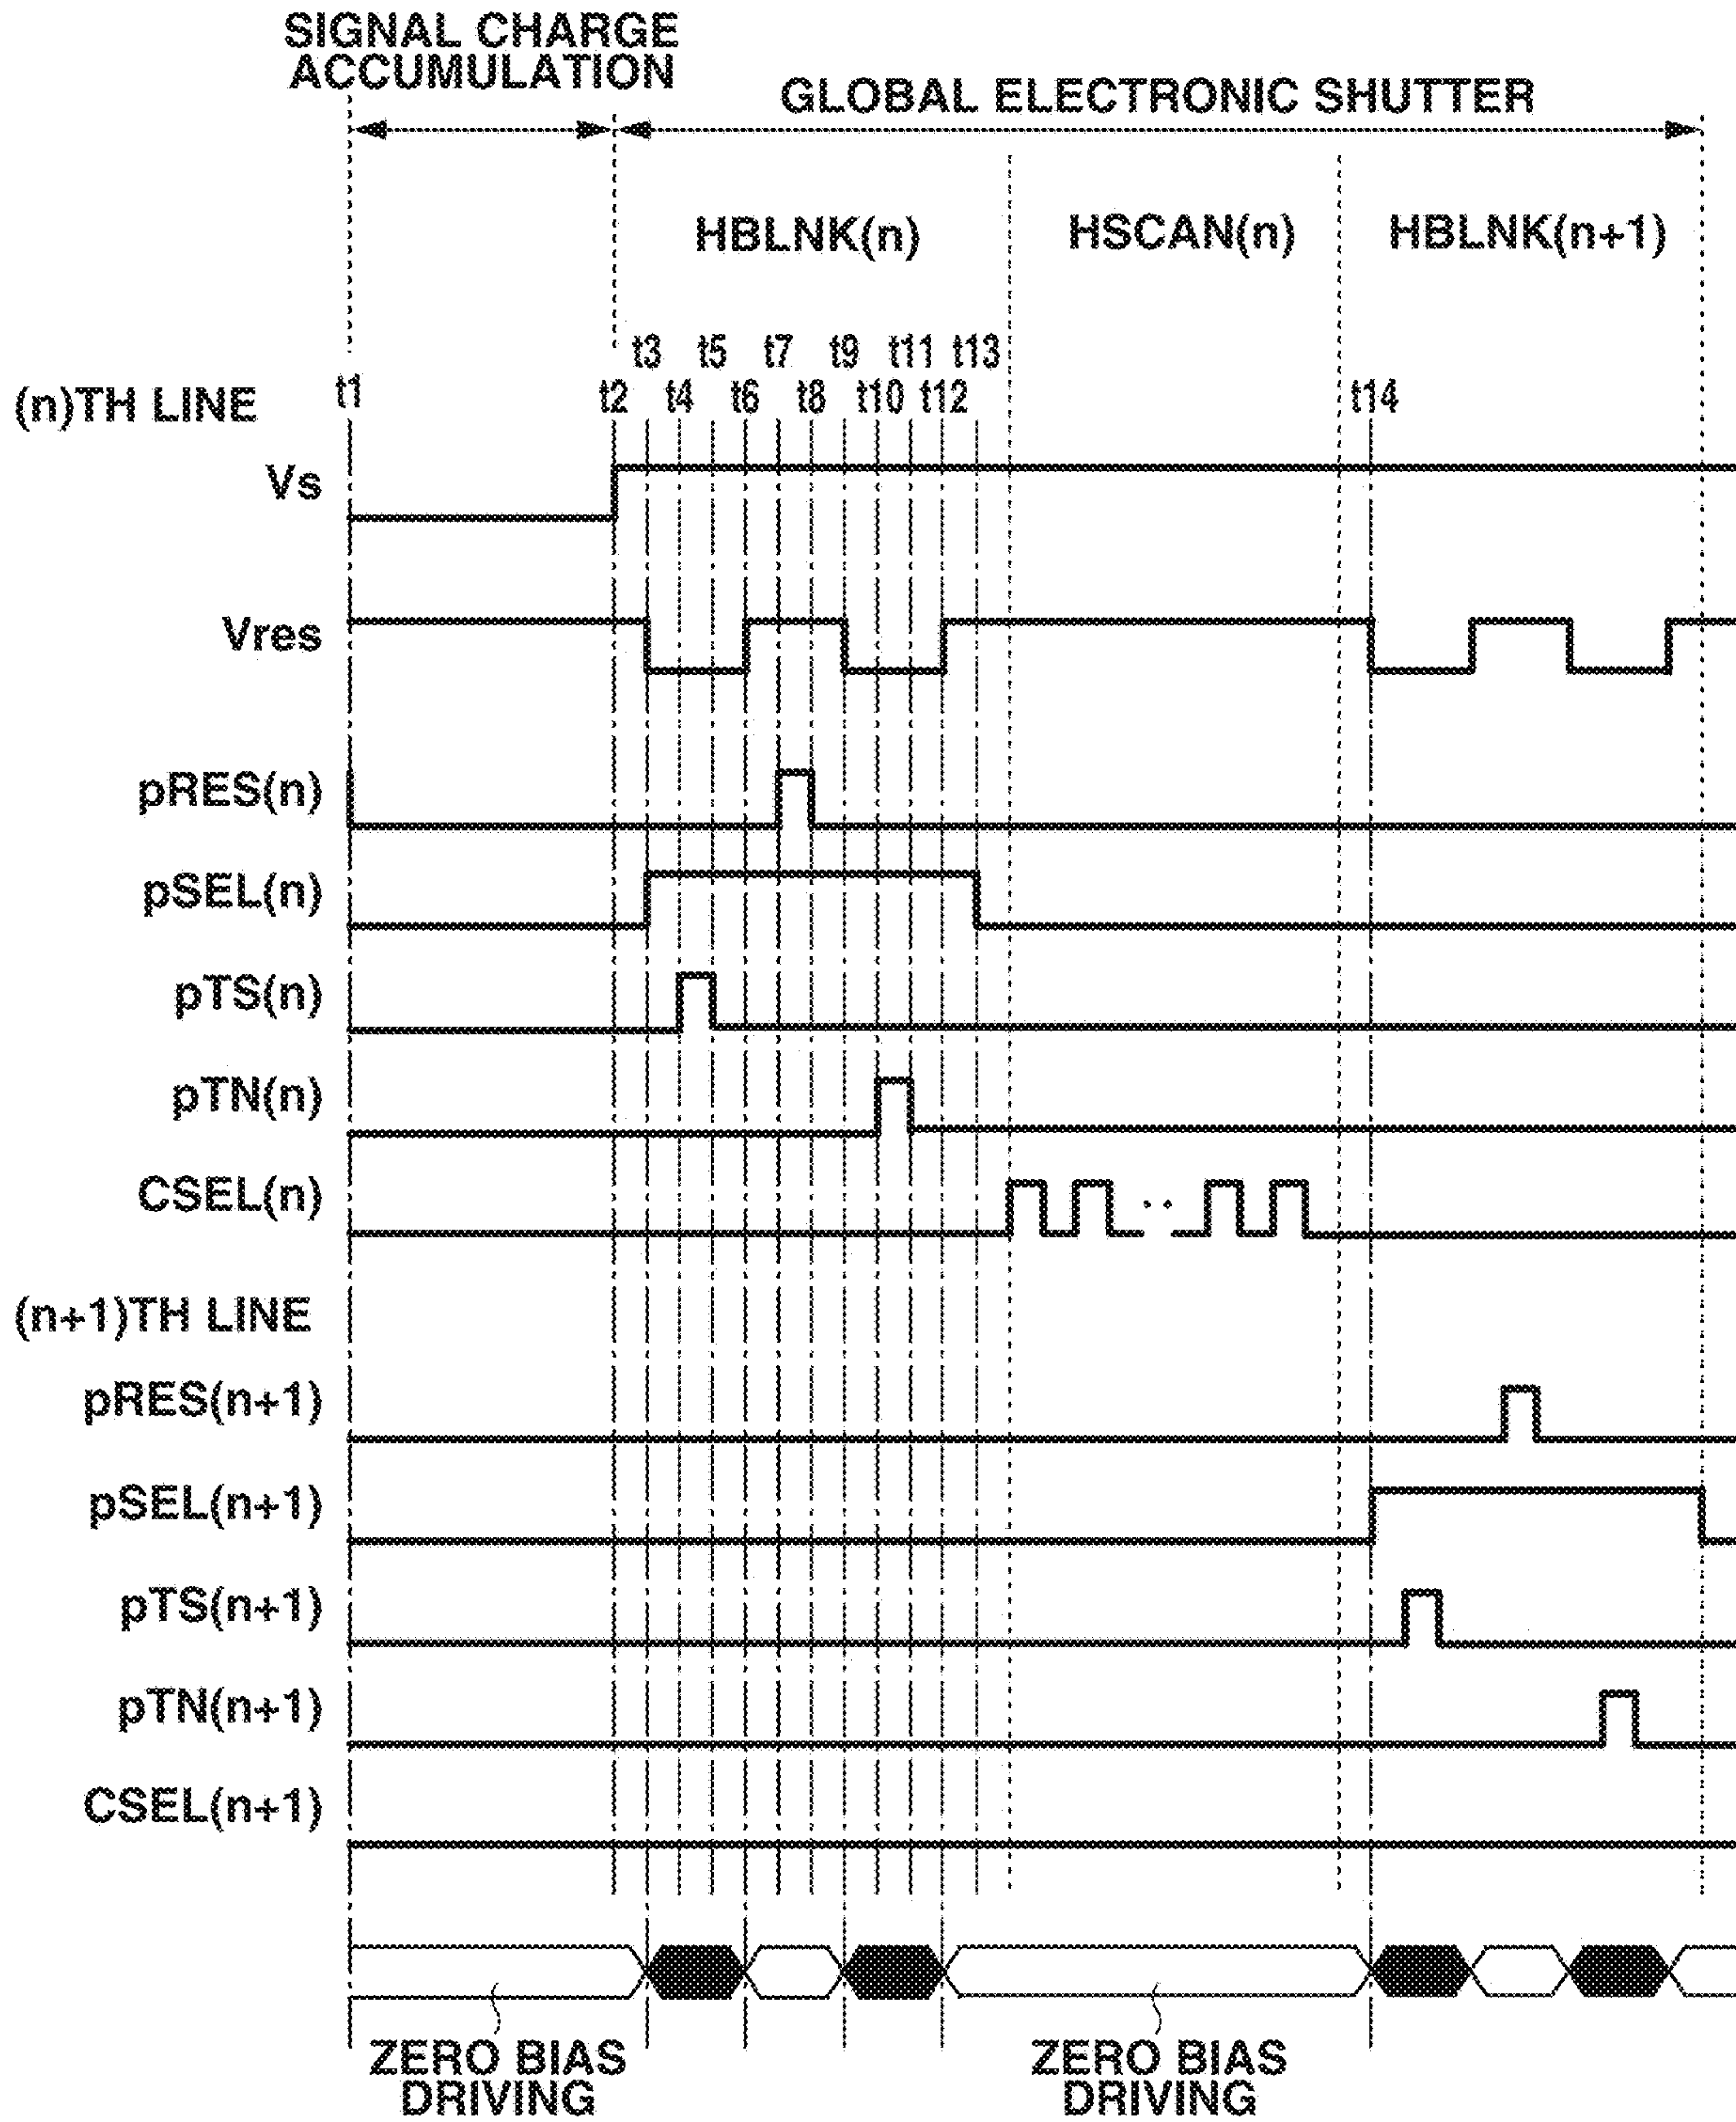 SIGNAL CHARGE
ACCUMULATION
GLOBAL ELECTRONIC SHUTTER
HBLNK(n)
HSCAN(n)
HBLNK(n+1)
t3 t5 t7 t9 t11 t13
(n)TH LINE
t1 t2 t4 t6 t8 t10 t12 t14
Vs
Vres
pRES(n)
pSEL(n)
pTS(n)
pTN(n)
CSEL(n)
(n+1)TH LINE
pRES(n+1)
pSEL(n+1)
pTS(n+1)
pTN(n+1)
CSEL(n+1)
ZERO BIAS
DRIVING
ZERO BIAS
DRIVING